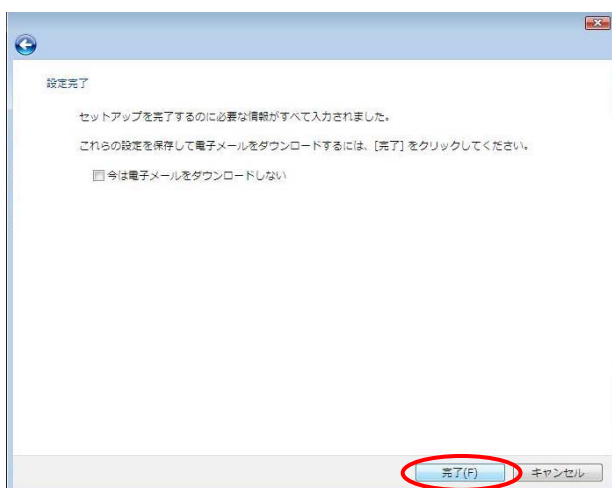 設定完了
セットアップを完了するのに必要な情報がすべて入力されました。
これらの設定を保存して電子メールをダウンロードするには、[完了] をクリックしてください。
今は電子メールをダウンロードしない
完了(F)
キャンセル